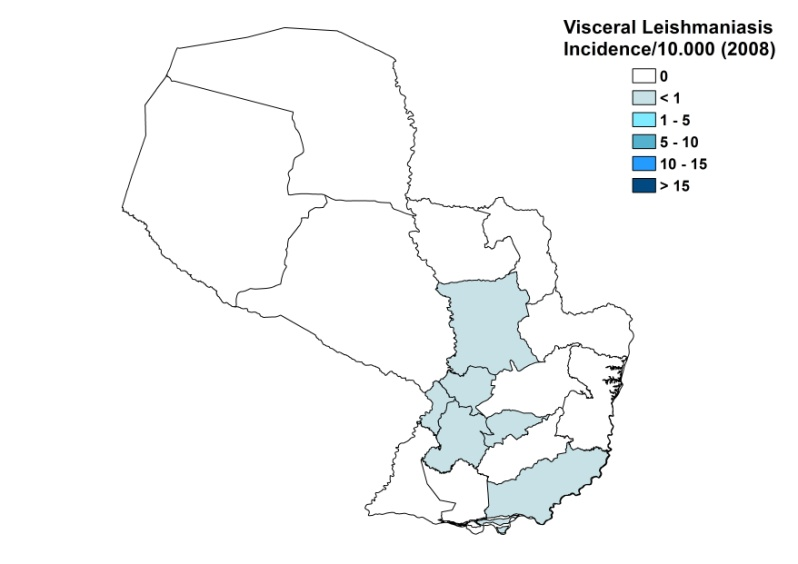 Visceral Leishmaniasis
Incidence/10.000 (2008)
0
< 1
1 - 5
5 - 10
10 - 15
> 15